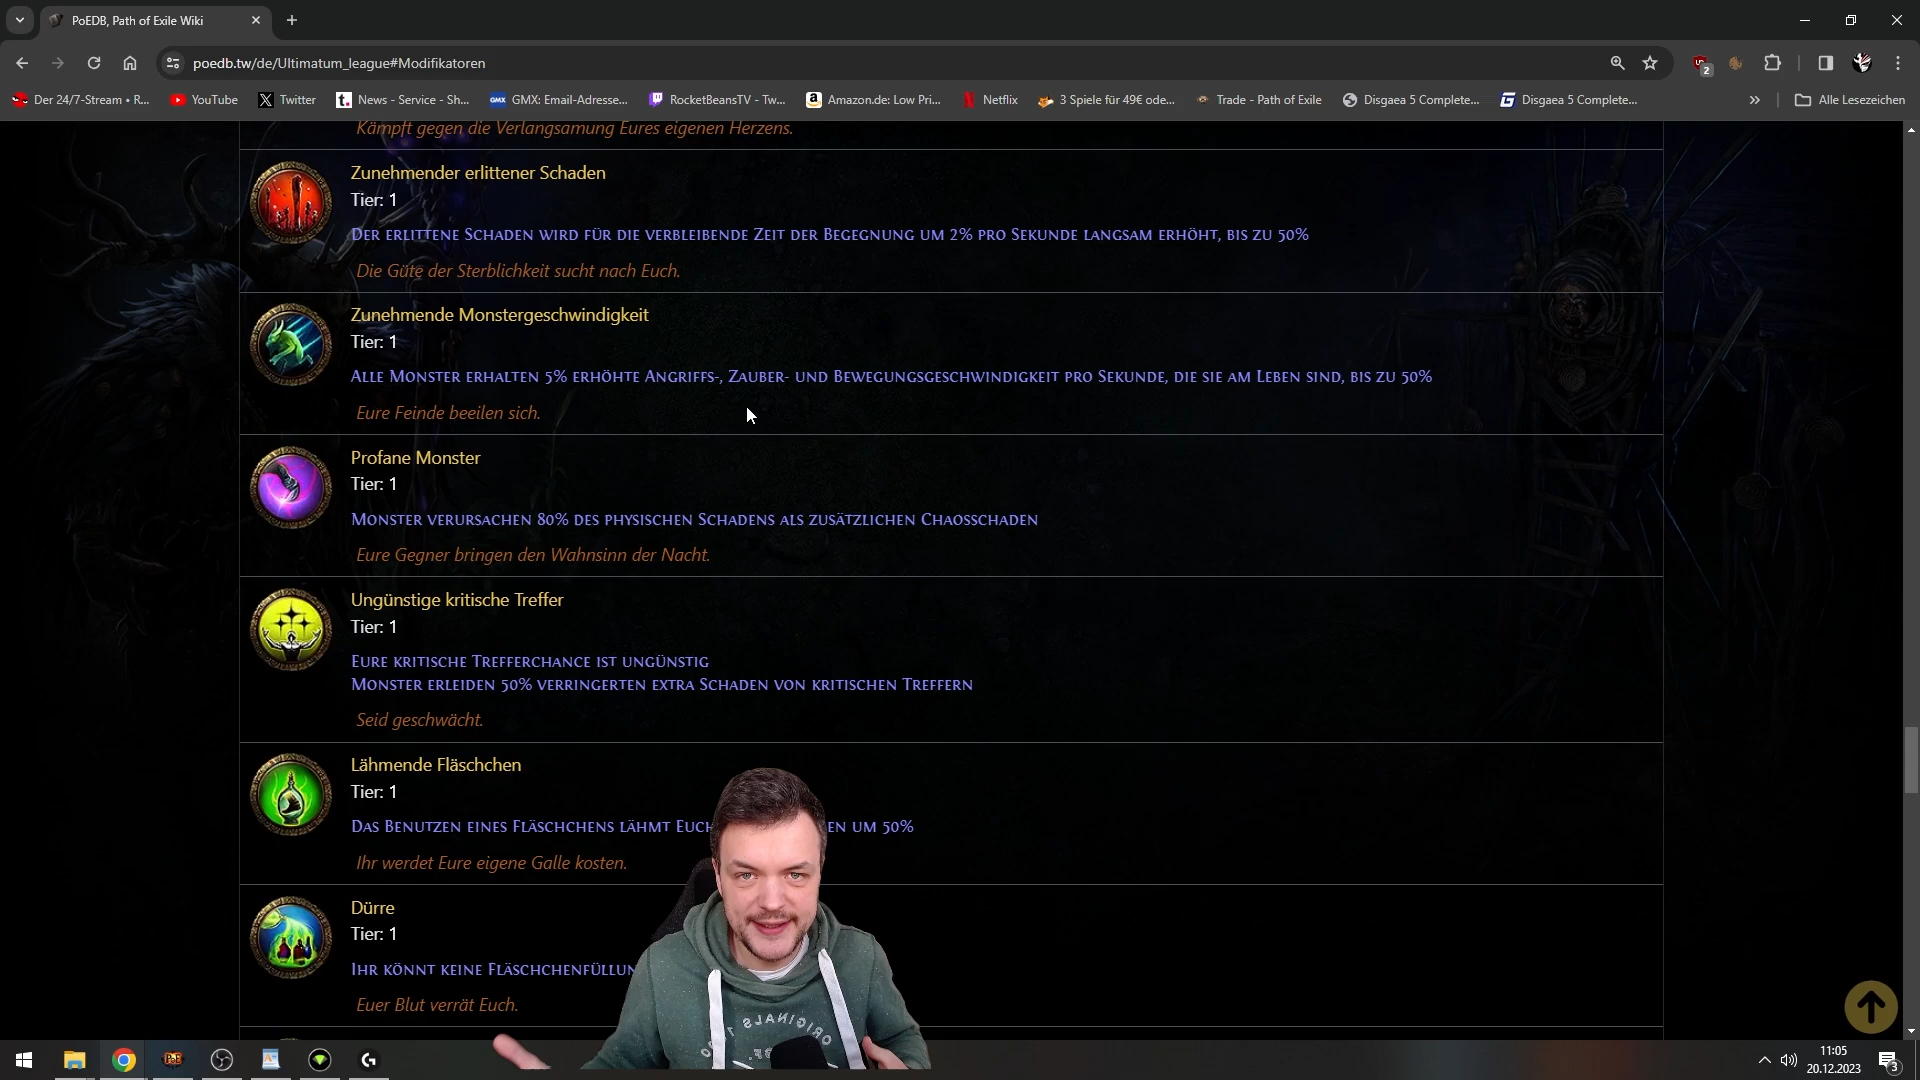 PoEDB, Path of Exile Wiki
poedb.tw/de/Ultimatum_league#Modifikatoren
2
Der 24/7-Stream • R...
YouTube
Twitter
News - Service - Sh...
GMX: Email-Adresse...
RocketBeansTV - Tw...
Amazon.de: Low Pri...
Netflix
3 Spiele für 49€ ode...
Trade - Path of Exile
Disgaea 5 Complete...
Disgaea 5 Complete...
Alle Lesezeichen
Kämpft gegen die Verlangsamung Eures eigenen Herzens.
Zunehmender erlittener Schaden
Tier: 1
Der erlittene Schaden wird für die verbleibende Zeit der Begegnung um 2% pro Sekunde langsam erhöht, bis zu 50%
Die Güte der Sterblichkeit sucht nach Euch.
Zunehmende Monstergeschwindigkeit
Tier: 1
Alle Monster erhalten 5% erhöhte Angriffs-, Zauber- und Bewegungsgeschwindigkeit pro Sekunde, die sie am Leben sind, bis zu 50%
Eure Feinde beeilen sich.
Profane Monster
Tier: 1
Monster verursachen 80% des physischen Schadens als zusätzlichen Chaosschaden
Eure Gegner bringen den Wahnsinn der Nacht.
Ungünstige kritische Treffer
Tier: 1
Eure kritische Trefferchance ist ungünstig
Monster erleiden 50% verringerten extra Schaden von kritischen Treffern
Seid geschwächt.
Lähmende Fläschchen
Tier: 1
Das Benutzen eines Fläschchens lähmt Euch en um 50%
Ihr werdet Eure eigene Galle kosten.
Dürre
Tier: 1
Ihr könnt keine Fläschchenfüllun
Euer Blut verrät Euch.
ORIGINALS
11:05
20.12.2023
3